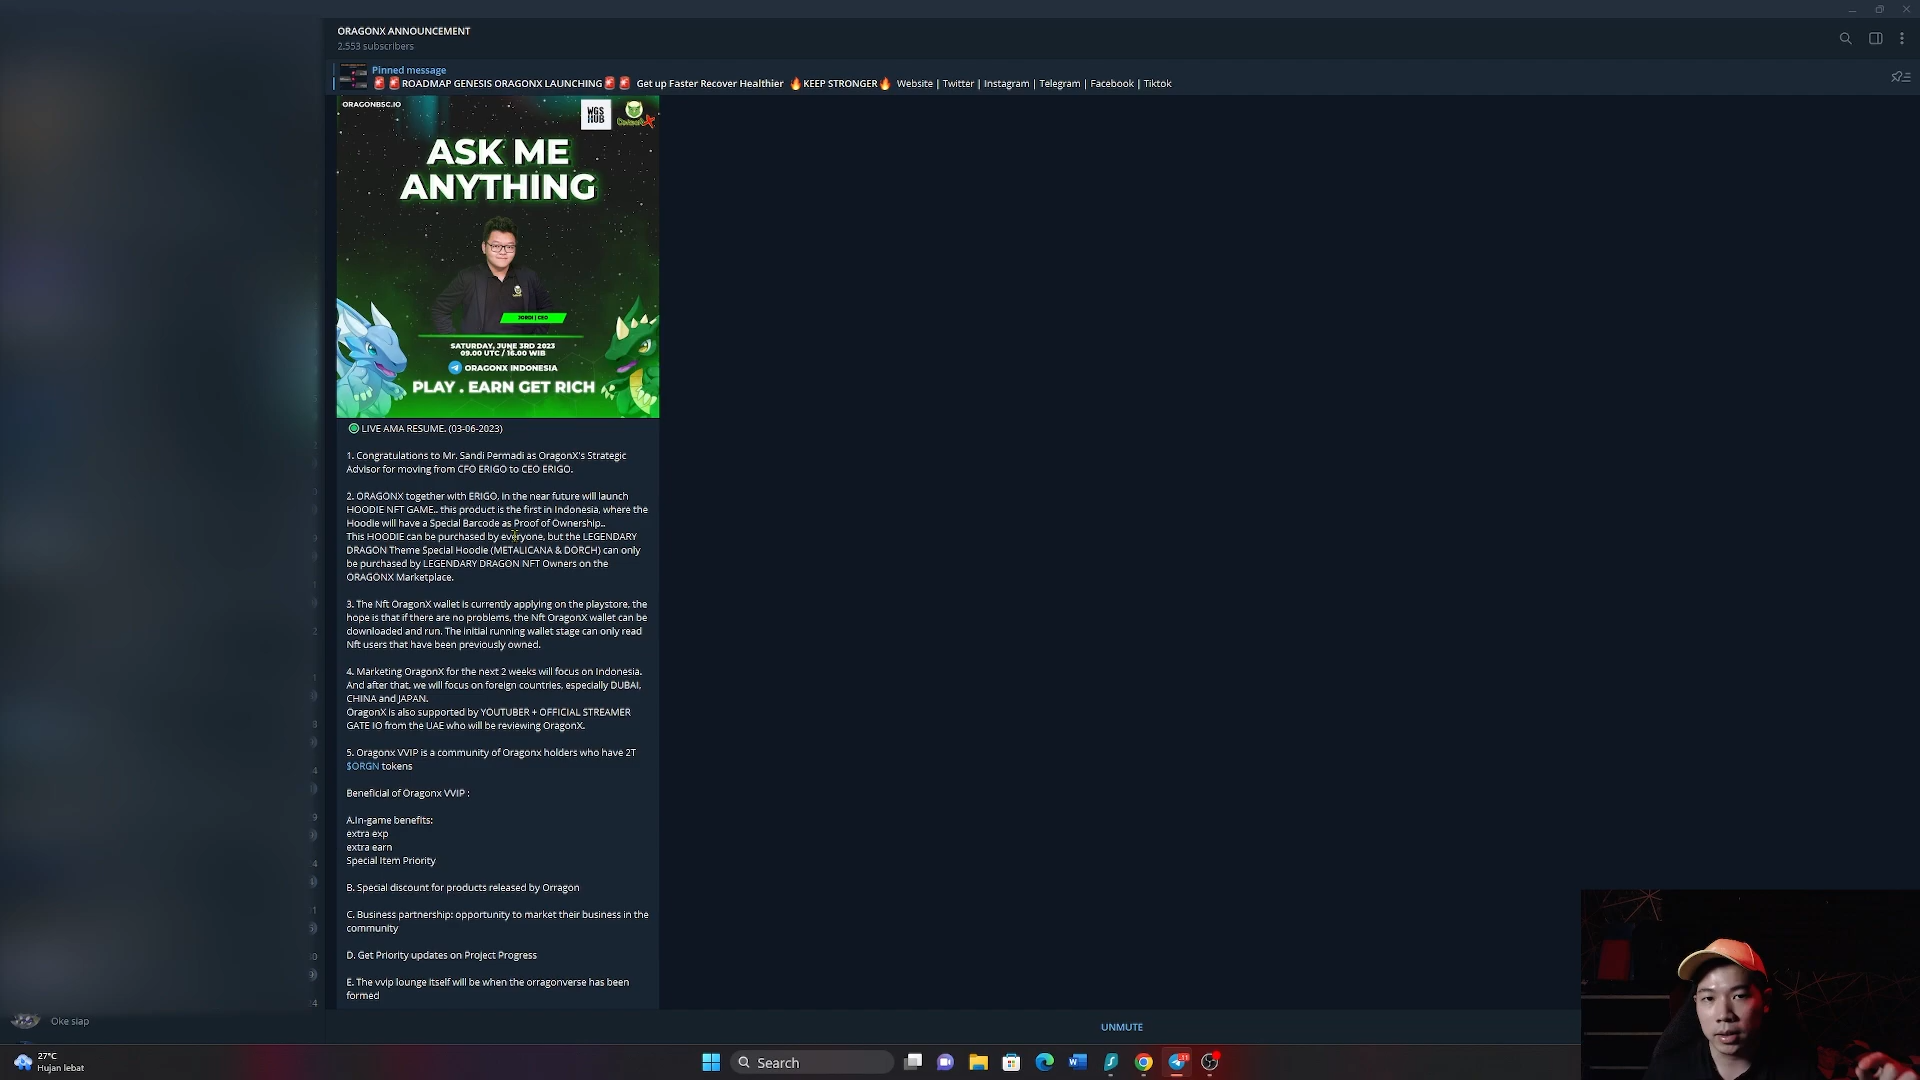 ORAGONX ANNOUNCEMENT
2.553 subscribers
Pinned message
🚨🚨ROADMAP GENESIS ORAGONX LAUNCHING🚨🚨 Get up Faster Recover Healthier 🔥KEEP STRONGER🔥 Website | Twitter | Instagram | Telegram | Facebook | Tiktok
ORAGONBSC.IO
WGS
HUB
ASK ME
ANYTHING
JORDI | CEO
SATURDAY, JUNE 3RD 2023
09.00 UTC / 16.00 WIB
ORAGONX INDONESIA
PLAY . EARN GET RICH
🟢 LIVE AMA RESUME. (03-06-2023)
1. Congratulations to Mr. Sandi Permadi as OragonX's Strategic
Advisor for moving from CFO ERIGO to CEO ERIGO.
2. ORAGONX together with ERIGO, in the near future will launch
HOODIE NFT GAME.. this product is the first in Indonesia, where the
Hoodie will have a Special Barcode as Proof of Ownership..
This HOODIE can be purchased by everyone, but the LEGENDARY
DRAGON Theme Special Hoodie (METALICANA & DORCH) can only
be purchased by LEGENDARY DRAGON NFT Owners on the
ORAGONX Marketplace.
3. The Nft OragonX wallet is currently applying on the playstore, the
hope is that if there are no problems, the Nft OragonX wallet can be
downloaded and run. The initial running wallet stage can only read
Nft users that have been previously owned.
4. Marketing OragonX for the next 2 weeks will focus on Indonesia.
And after that, we will focus on foreign countries, especially DUBAI,
CHINA and JAPAN.
OragonX is also supported by YOUTUBER + OFFICIAL STREAMER
GATE IO from the UAE who will be reviewing OragonX.
5. Oragonx VVIP is a community of Oragonx holders who have 2T
$ORGN tokens
Beneficial of Oragonx VVIP :
A.In-game benefits:
extra exp
extra earn
Special Item Priority
B. Special discount for products released by Orragon
C. Business partnership: opportunity to market their business in the
community
D. Get Priority updates on Project Progress
E. The vvip lounge itself will be when the orragonverse has been
formed
Oke siap
UNMUTE
27°C
Hujan lebat
Search